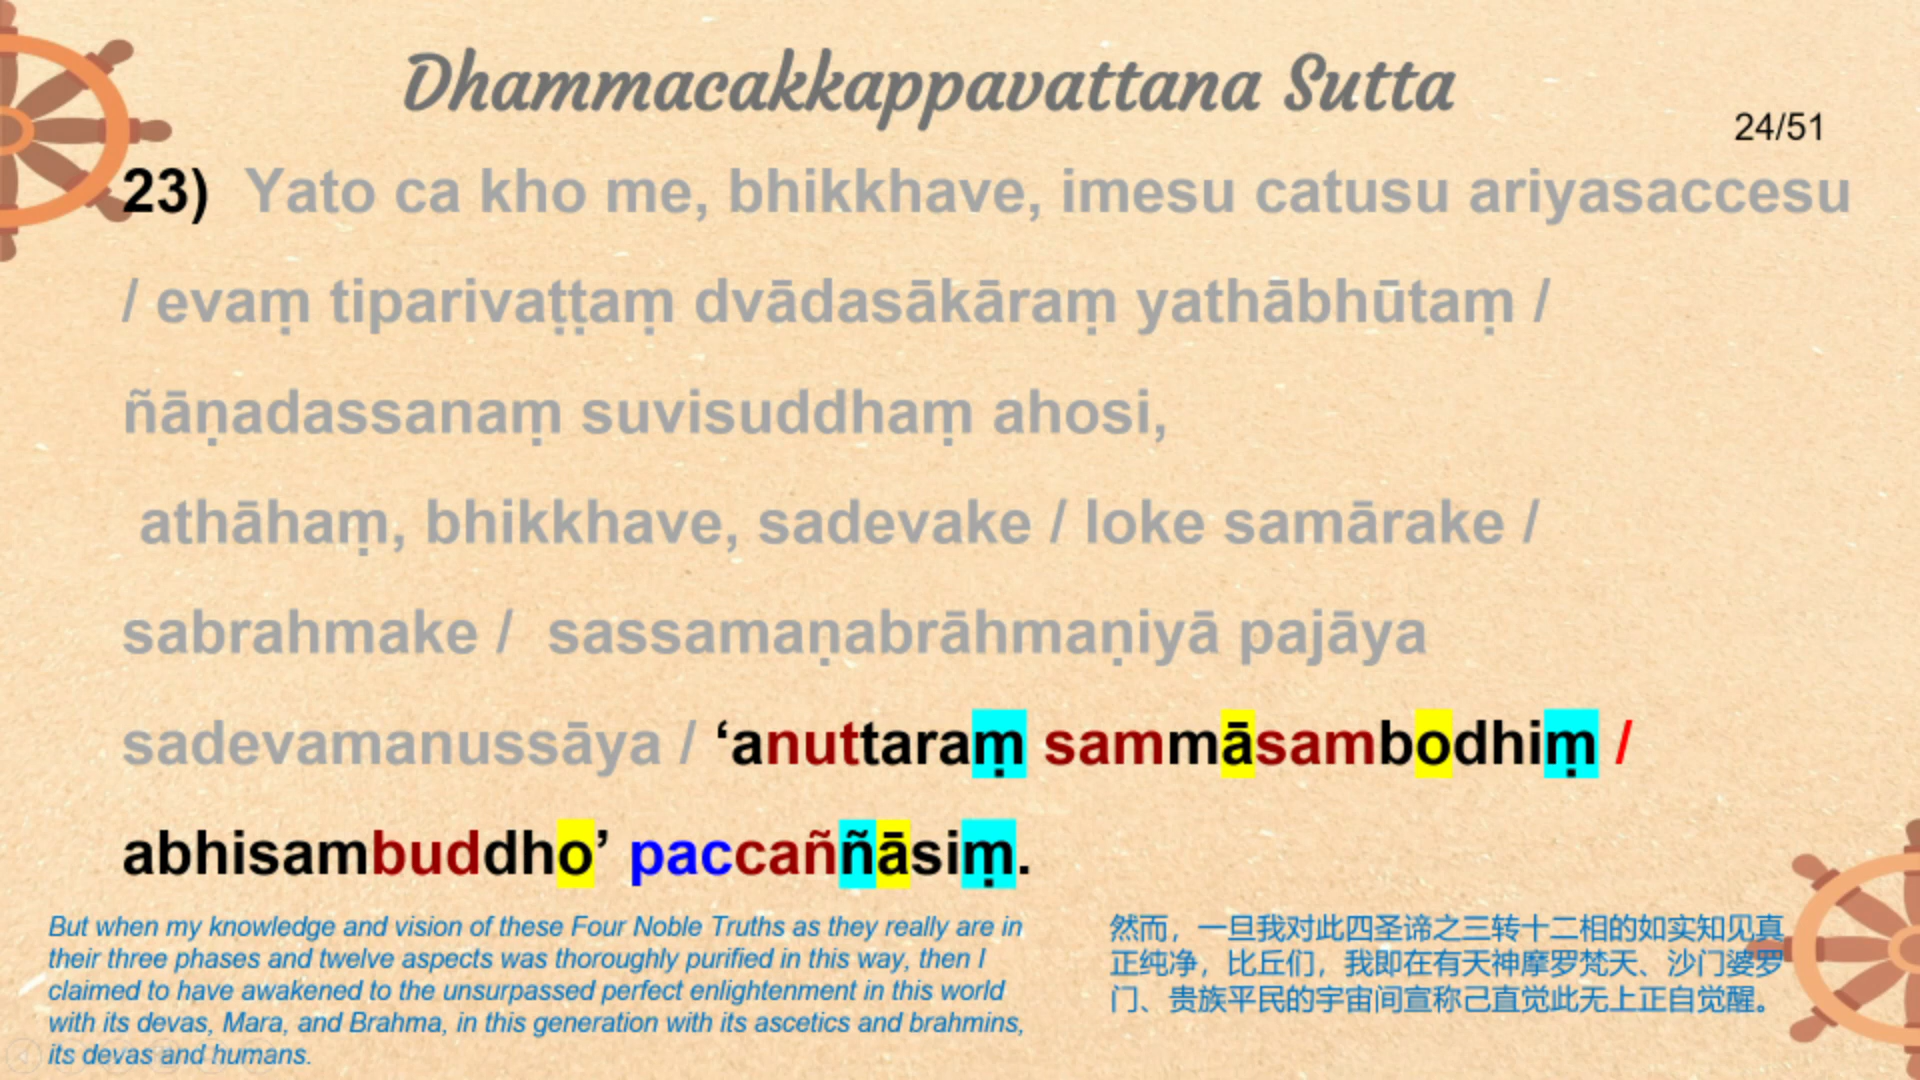 Dhammacakkappavattana Sutta
24/51
23) Yato ca kho me, bhikkhave, imesu catusu ariyasaccesu
/ evaṃ tiparivaṭṭaṃ dvādasākāraṃ yathābhūtaṃ /
ñāṇadassanaṃ suvisuddhaṃ ahosi,
athāhaṃ, bhikkhave, sadevake / loke samārake /
sabrahmake / sassamaṇabrāhmaṇiyā pajāya
sadevamanussāya / ‘anuttaraṃ sammāsambodhiṃ /
abhisambuddho’ paccaññāsiṃ.
But when my knowledge and vision of these Four Noble Truths as they really are in
their three phases and twelve aspects was thoroughly purified in this way, then I
claimed to have awakened to the unsurpassed perfect enlightenment in this world
with its devas, Mara, and Brahma, in this generation with its ascetics and brahmins,
its devas and humans.
然而，一旦我对此四圣谛之三转十二相的如实知见真
正纯净，比丘们，我即在有天神摩罗梵天、沙门婆罗
门、贵族平民的宇宙间宣称己直觉此无上正自觉醒。